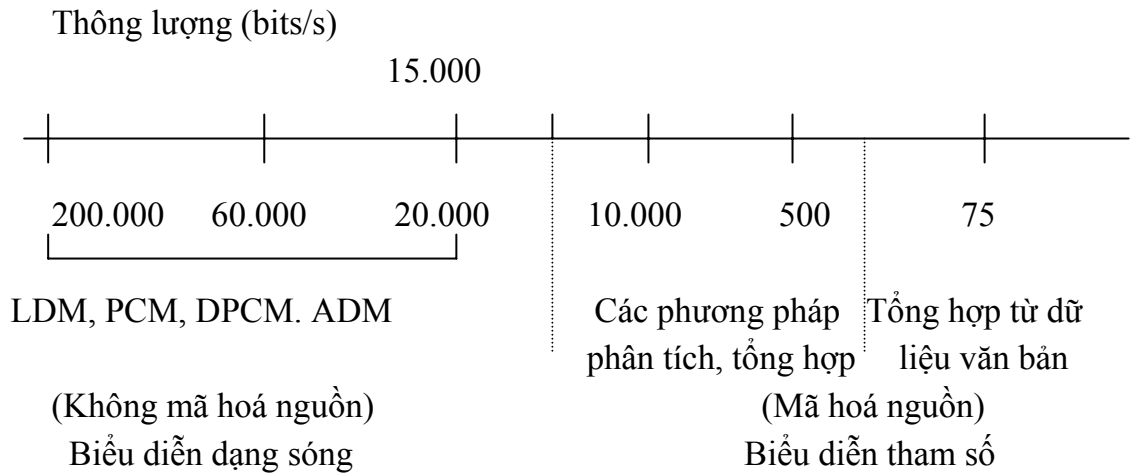 Thông lượng (bits/s)
15.000
200.000 60.000 20.000 10.000 500 75
LDM, PCM, DPCM. ADM
Các phương pháp
phân tích, tổng hợp
Tổng hợp từ dữ
liệu văn bản
(Không mã hoá nguồn)
Biểu diễn dạng sóng
(Mã hoá nguồn)
Biểu diễn tham số